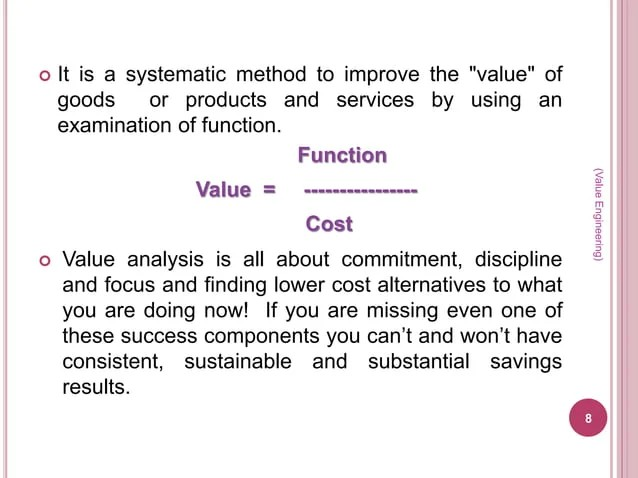 It is a systematic method to improve the "value" of
goods or products and services by using an
examination of function.
Function
Value = ----------------
Cost
Value analysis is all about commitment, discipline
and focus and finding lower cost alternatives to what
you are doing now! If you are missing even one of
these success components you can’t and won’t have
consistent, sustainable and substantial savings
results.
(Value Engineering)
8